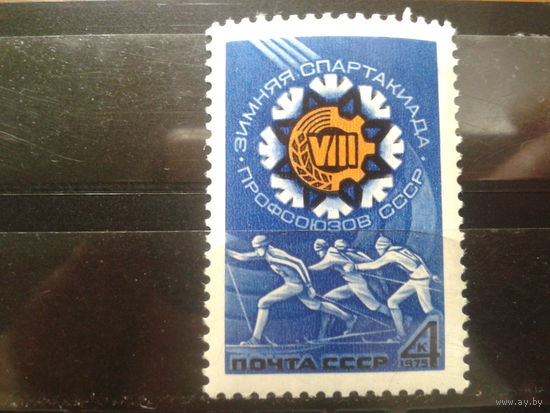 · ЗИМНЯЯ СПАРТАКИАДА ·
ПРОФСОЮЗОВ СССР
VIII
4 К
1975
ПОЧТА СССР
www.ay.by